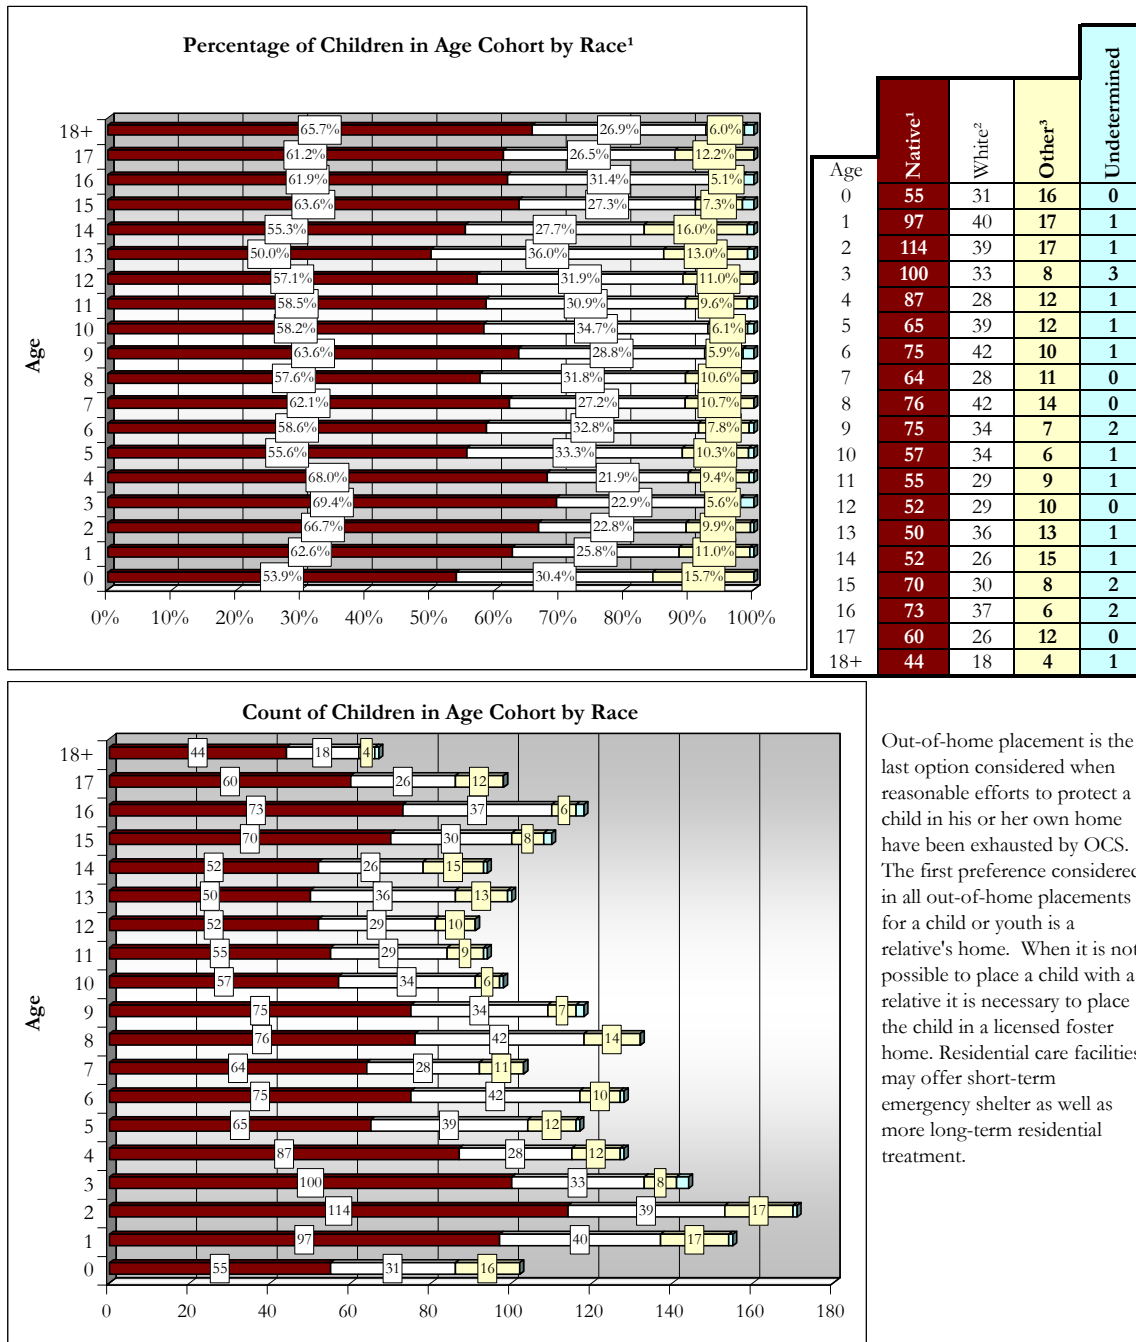 Percentage of Children in Age Cohort by Race¹
Age
18+ 65.7% 26.9% 6.0%
17 61.2% 26.5% 12.2%
16 61.9% 31.4% 5.1%
15 63.6% 27.3% 7.3%
14 55.3% 27.7% 16.0%
13 50.0% 36.0% 13.0%
12 57.1% 31.9% 11.0%
11 58.5% 30.9% 9.6%
10 58.2% 34.7% 6.1%
9 63.6% 28.8% 5.9%
8 57.6% 31.8% 10.6%
7 62.1% 27.2% 10.7%
6 58.6% 32.8% 7.8%
5 55.6% 33.3% 10.3%
4 68.0% 21.9% 9.4%
3 69.4% 22.9% 5.6%
2 66.7% 22.8% 9.9%
1 62.6% 25.8% 11.0%
0 53.9% 30.4% 15.7%
0% 10% 20% 30% 40% 50% 60% 70% 80% 90% 100%
Age Native¹ White² Other³ Undetermined
0 55 31 16 0
1 97 40 17 1
2 114 39 17 1
3 100 33 8 3
4 87 28 12 1
5 65 39 12 1
6 75 42 10 1
7 64 28 11 0
8 76 42 14 0
9 75 34 7 2
10 57 34 6 1
11 55 29 9 1
12 52 29 10 0
13 50 36 13 1
14 52 26 15 1
15 70 30 8 2
16 73 37 6 2
17 60 26 12 0
18+ 44 18 4 1
Count of Children in Age Cohort by Race
Age
18+ 44 18 4
17 60 26 12
16 73 37 6
15 70 30 8
14 52 26 15
13 50 36 13
12 52 29 10
11 55 29 9
10 57 34 6
9 75 34 7
8 76 42 14
7 64 28 11
6 75 42 10
5 65 39 12
4 87 28 12
3 100 33 8
2 114 39 17
1 97 40 17
0 55 31 16
0 20 40 60 80 100 120 140 160 180
Out-of-home placement is the
last option considered when
reasonable efforts to protect a
child in his or her own home
have been exhausted by OCS.
The first preference considered
in all out-of-home placements
for a child or youth is a
relative's home. When it is not
possible to place a child with a
relative it is necessary to place
the child in a licensed foster
home. Residential care facilities
may offer short-term
emergency shelter as well as
more long-term residential
treatment.